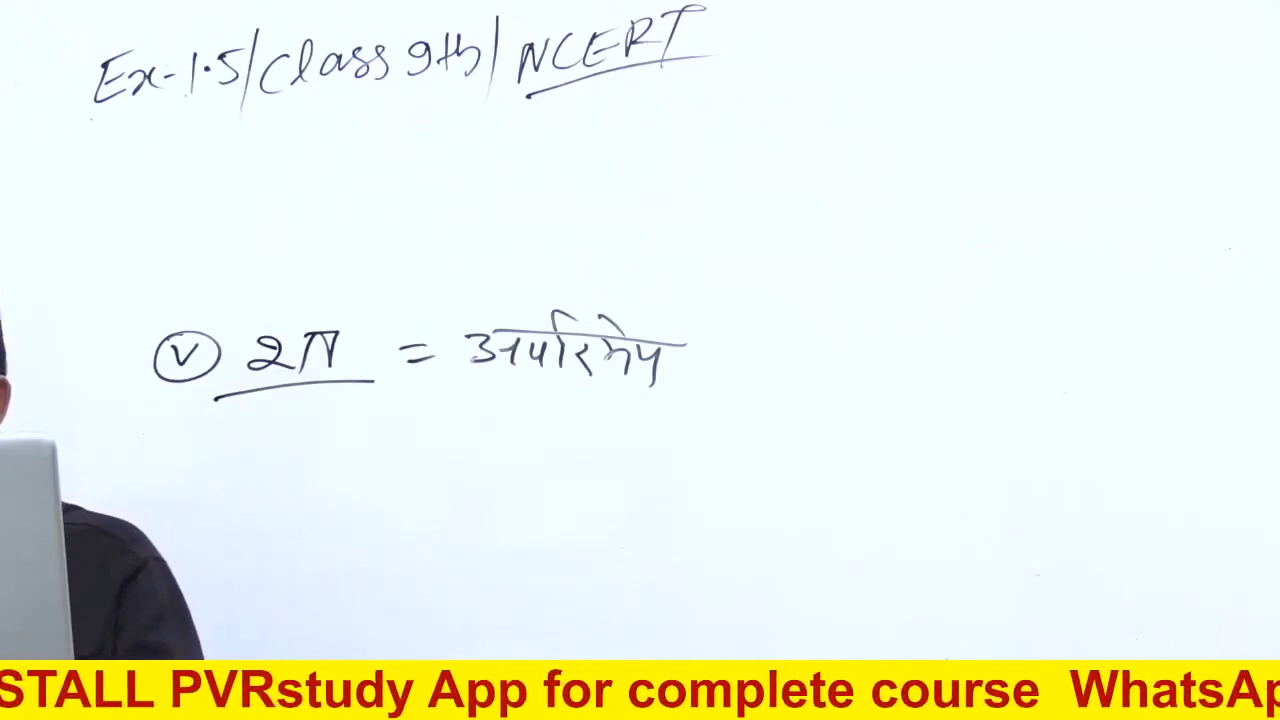 Ex-1.5/Class 9th/NCERT
(v) 2π = अपरिमेय
STALL PVRstudy App for complete course WhatsAp